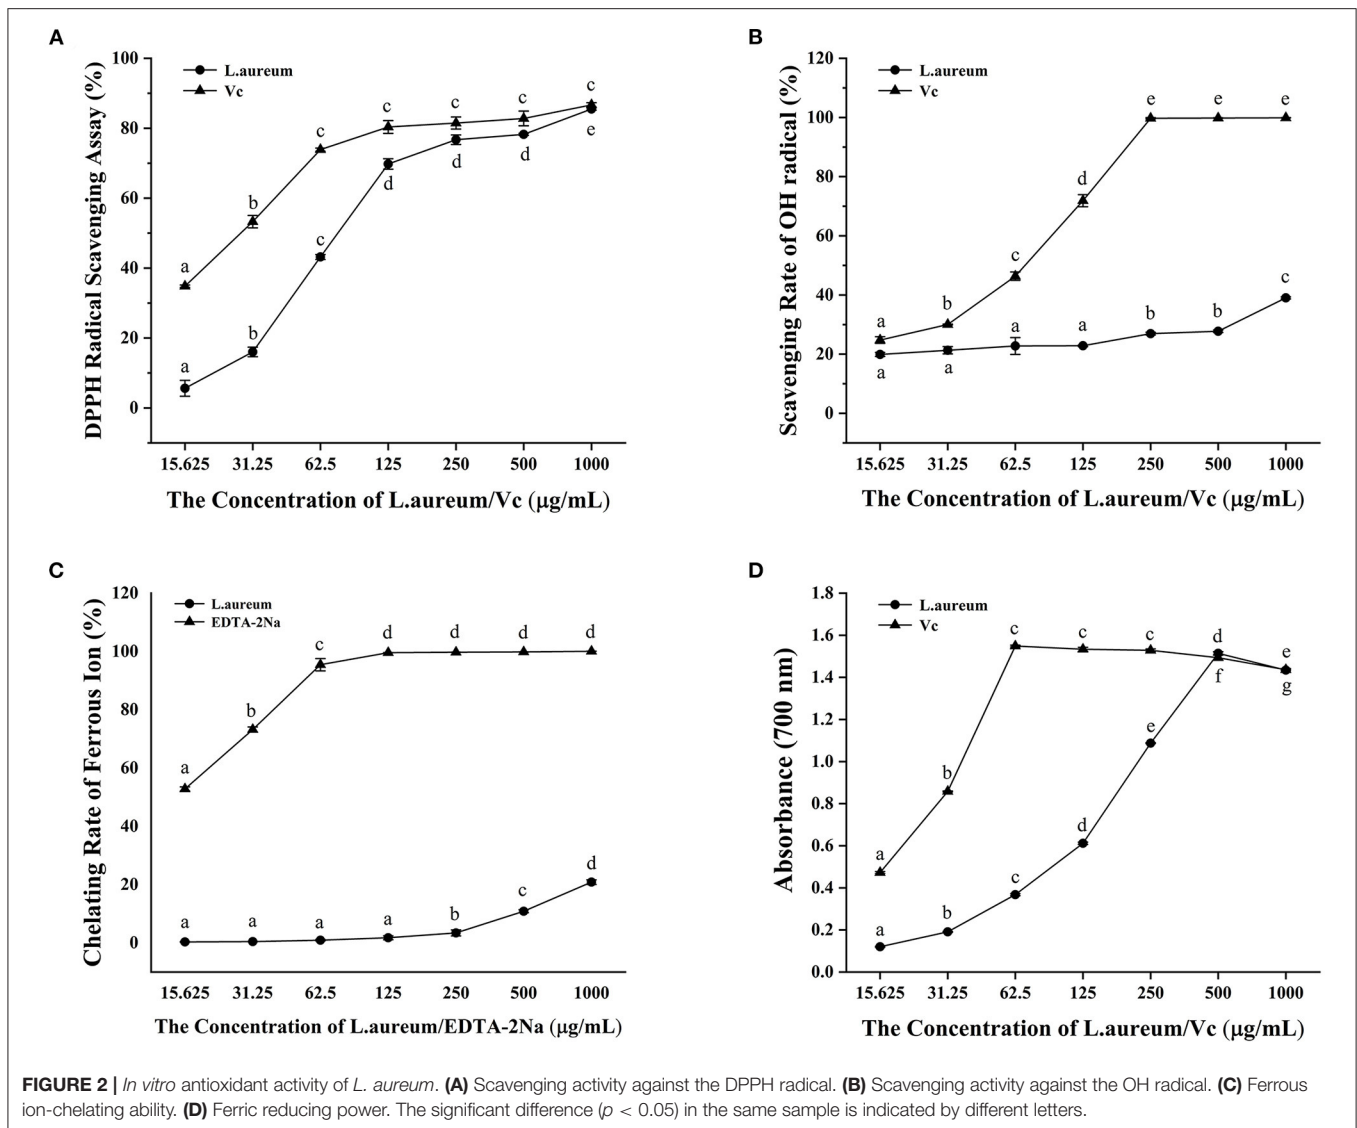 A
DPPH Radical Scavenging Assay (%)
100
80
60
40
20
0
L.aureum
Vc
a b c c c c c
a b c d d d e
15.625 31.25 62.5 125 250 500 1000
The Concentration of L.aureum/Vc (μg/mL)
B
Scavenging Rate of OH radical (%)
120
100
80
60
40
20
0
L.aureum
Vc
a b c d e e e
a a a a b b c
15.625 31.25 62.5 125 250 500 1000
The Concentration of L.aureum/Vc (μg/mL)
C
Chelating Rate of Ferrous Ion (%)
120
100
80
60
40
20
0
L.aureum
EDTA-2Na
a b c d d d d
a a a a b c d
15.625 31.25 62.5 125 250 500 1000
The Concentration of L.aureum/EDTA-2Na (μg/mL)
D
Absorbance (700 nm)
1.8
1.6
1.4
1.2
1.0
0.8
0.6
0.4
0.2
0.0
L.aureum
Vc
a b c c c d e
a b c d e f g
15.625 31.25 62.5 125 250 500 1000
The Concentration of L.aureum/Vc (μg/mL)
FIGURE 2 | In vitro antioxidant activity of L. aureum. (A) Scavenging activity against the DPPH radical. (B) Scavenging activity against the OH radical. (C) Ferrous
ion-chelating ability. (D) Ferric reducing power. The significant difference (p < 0.05) in the same sample is indicated by different letters.